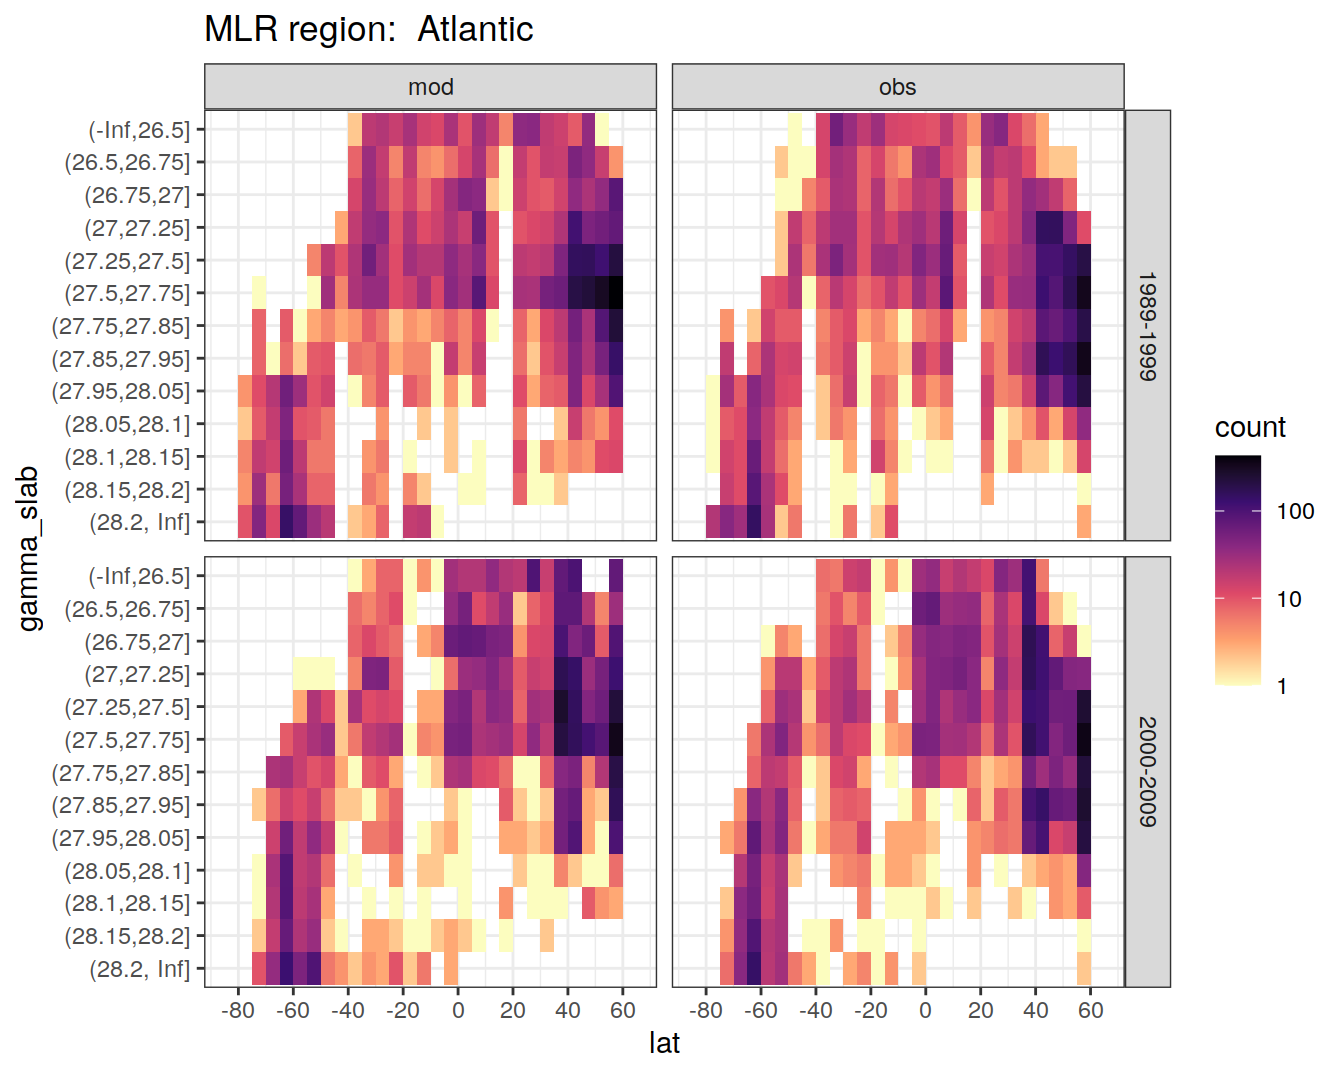 MLR region:  Atlantic
mod
obs
(-Inf,26.5]
(26.5,26.75]
(26.75,27]
(27,27.25]
(27.25,27.5]
(27.5,27.75]
(27.75,27.85]
(27.85,27.95]
(27.95,28.05]
(28.05,28.1]
(28.1,28.15]
(28.15,28.2]
(28.2, Inf]
1989-1999
(-Inf,26.5]
(26.5,26.75]
(26.75,27]
(27,27.25]
(27.25,27.5]
(27.5,27.75]
(27.75,27.85]
(27.85,27.95]
(27.95,28.05]
(28.05,28.1]
(28.1,28.15]
(28.15,28.2]
(28.2, Inf]
2000-2009
gamma_slab
-80 -60 -40 -20 0 20 40 60
-80 -60 -40 -20 0 20 40 60
lat
count
100
10
1